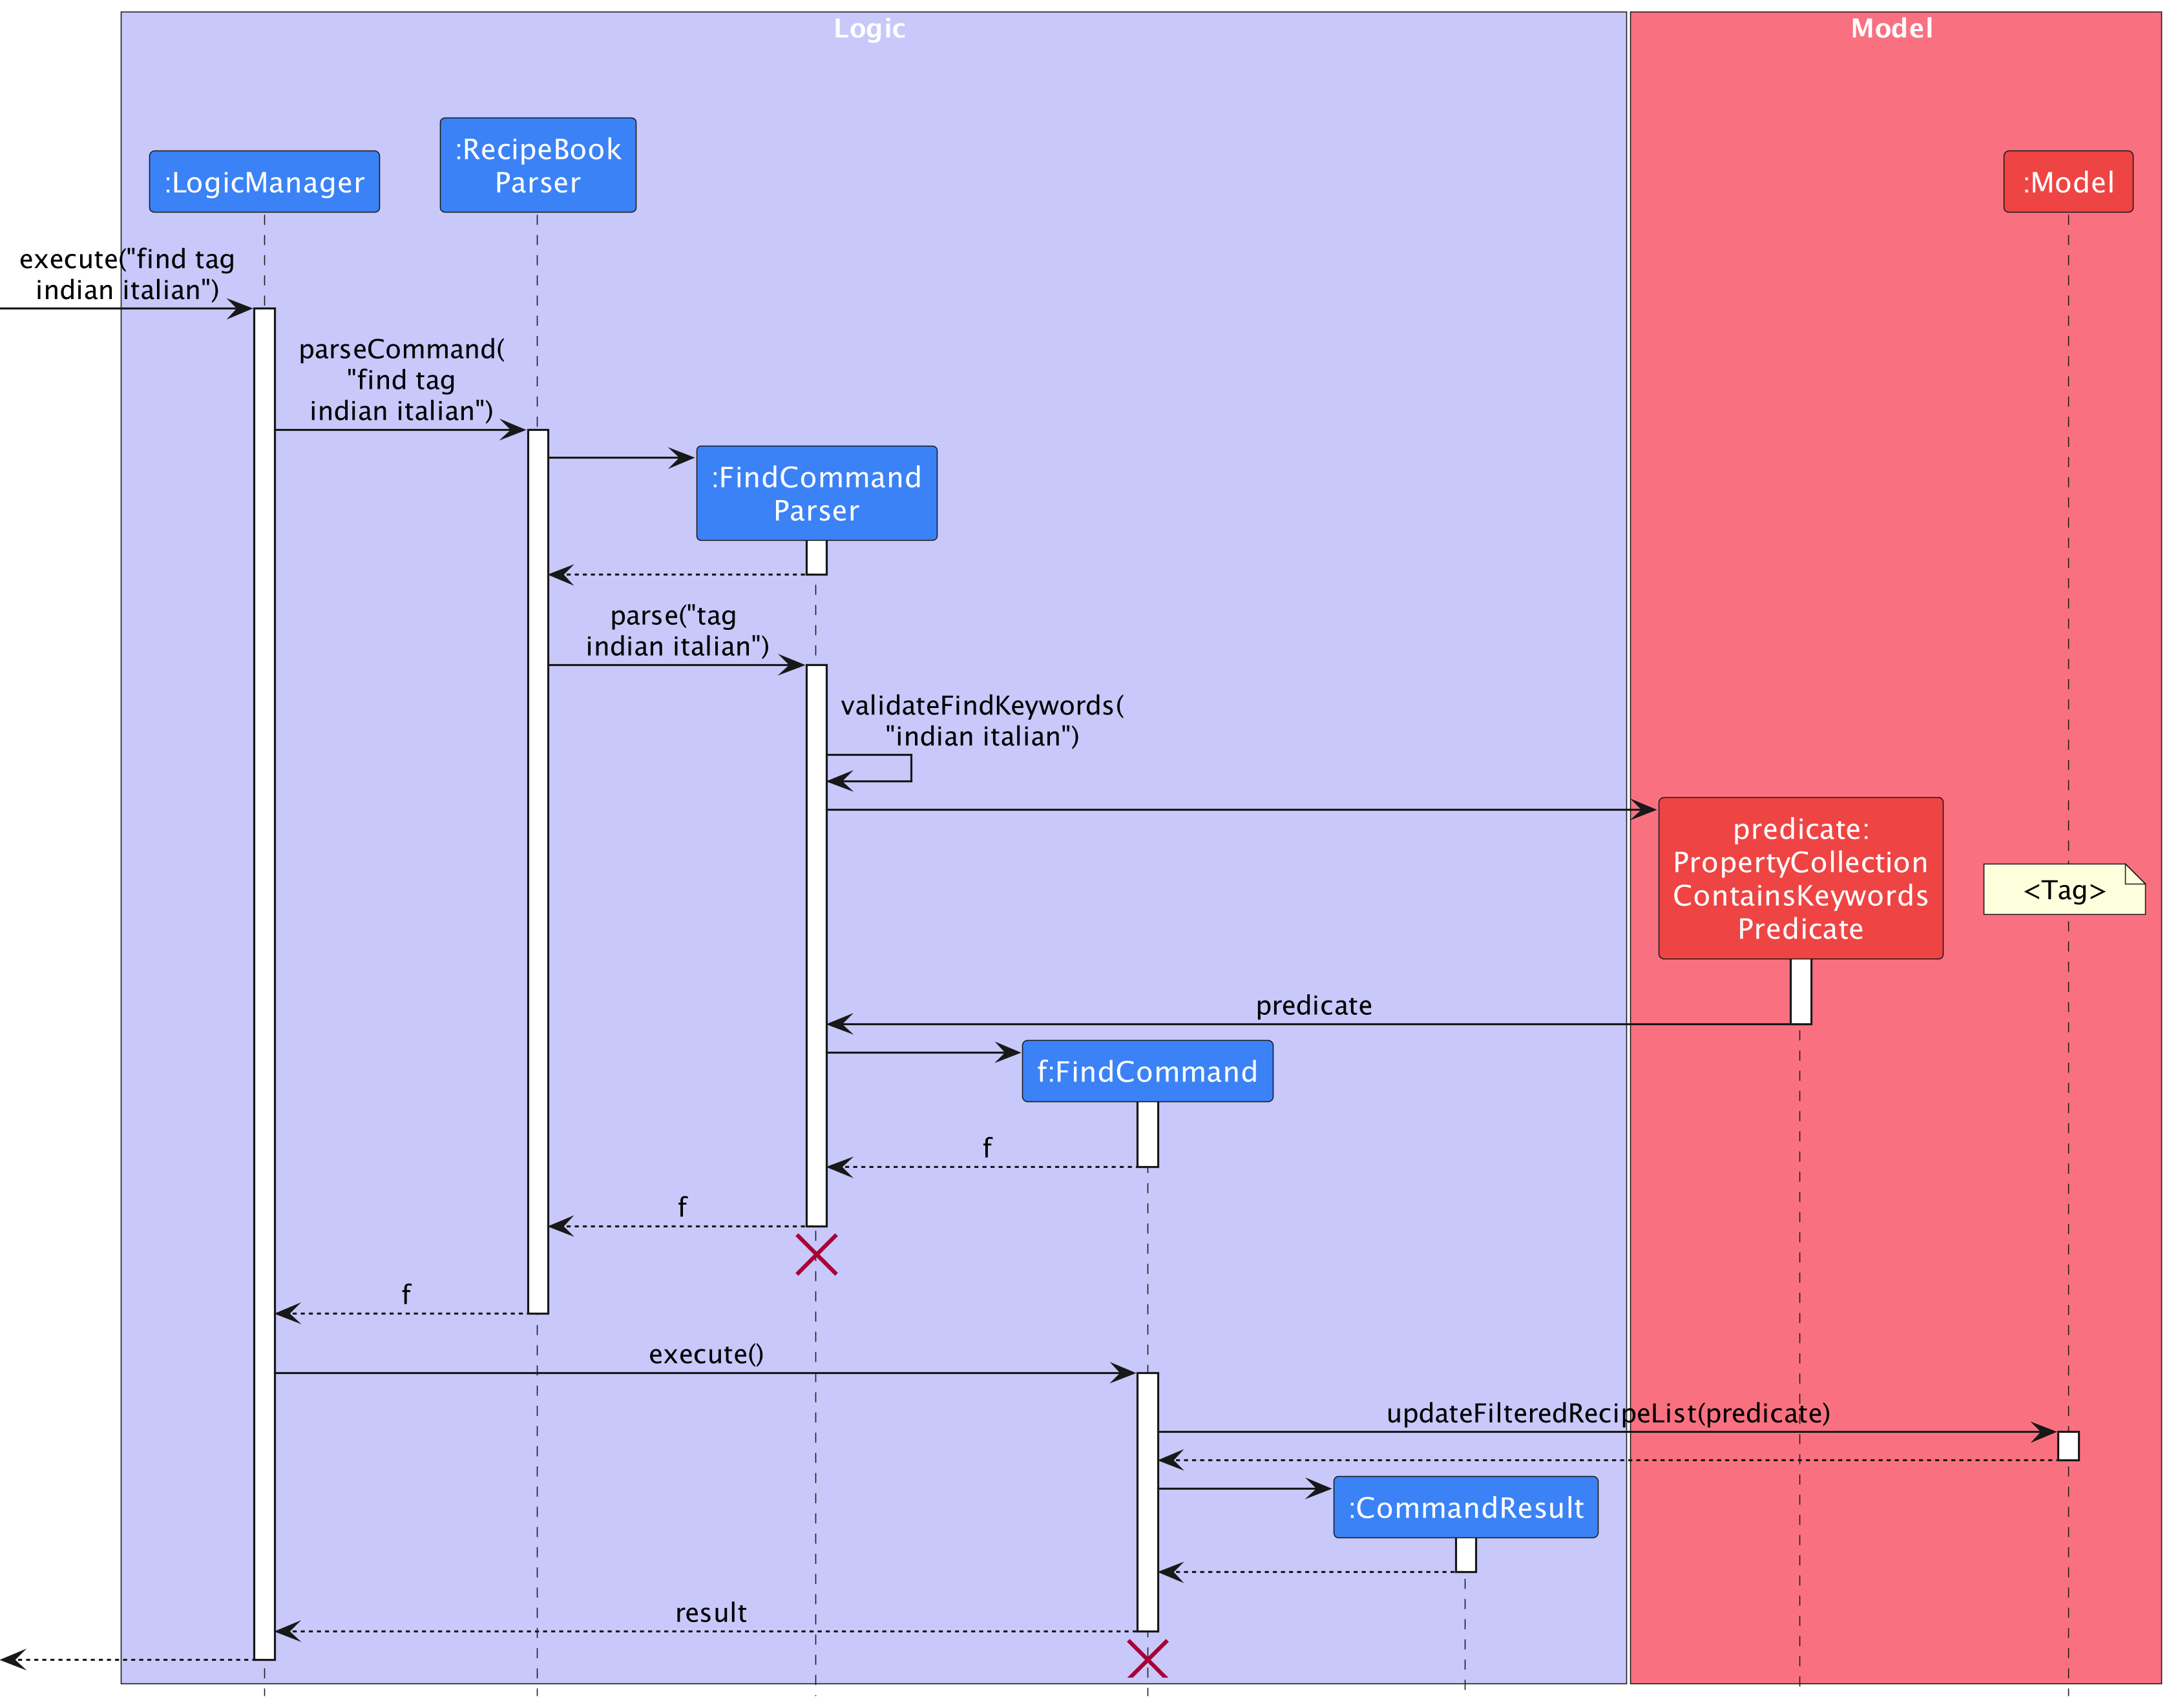 Logic
Model
:RecipeBook
Parser
:LogicManager
:Model
execute("find tag
indian italian")
parseCommand(
"find tag
indian italian")
:FindCommand
Parser
parse("tag
indian italian")
validateFindKeywords(
"indian italian")
predicate:
PropertyCollection
ContainsKeywords
Predicate
<Tag>
predicate
f:FindCommand
f
f
f
execute()
updateFilteredRecipeList(predicate)
:CommandResult
result